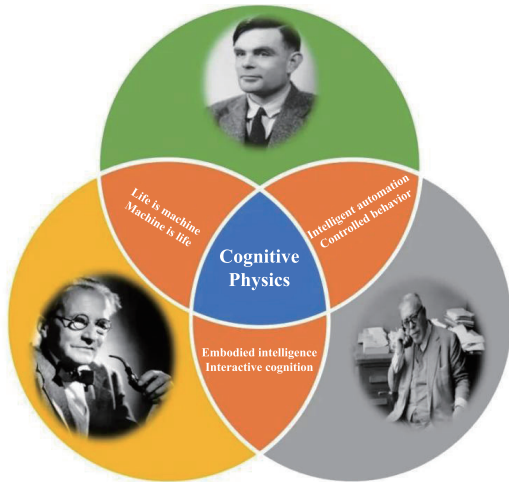 Life is machine
Machine is life
Intelligent automation
Controlled behavior
Cognitive
Physics
Embodied intelligence
Interactive cognition